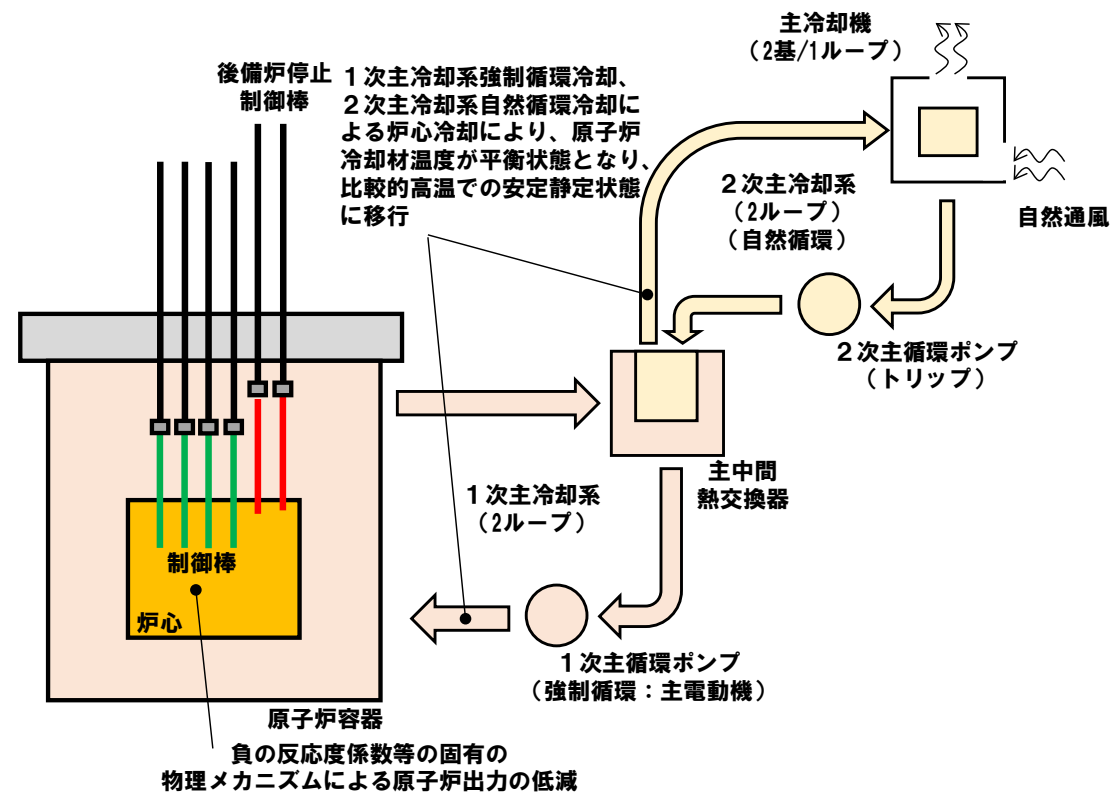 主冷却機
（2基/1ループ）
後備炉停止
制御棒
１次主冷却系強制循環冷却、
２次主冷却系自然循環冷却に
よる炉心冷却により、原子炉
冷却材温度が平衡状態となり、
比較的高温での安定静定状態
に移行
２次主冷却系
（2ループ）
（自然循環）
自然通風
２次主循環ポンプ
（トリップ）
主中間
熱交換器
１次主冷却系
（2ループ）
制御棒
炉心
１次主循環ポンプ
（強制循環：主電動機）
原子炉容器
負の反応度係数等の固有の
物理メカニズムによる原子炉出力の低減